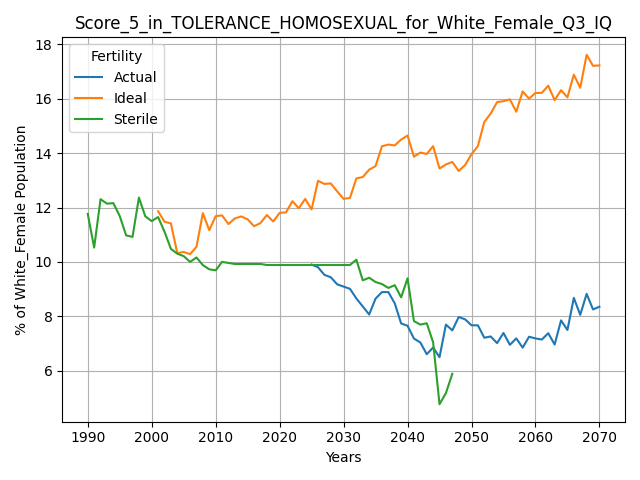 Score_5_in_TOLERANCE_HOMOSEXUAL_for_White_Female_Q3_IQ
Fertility
Actual
Ideal
Sterile
% of White_Female Population
18
16
14
12
10
8
6
1990
2000
2010
2020
2030
2040
2050
2060
2070
Years